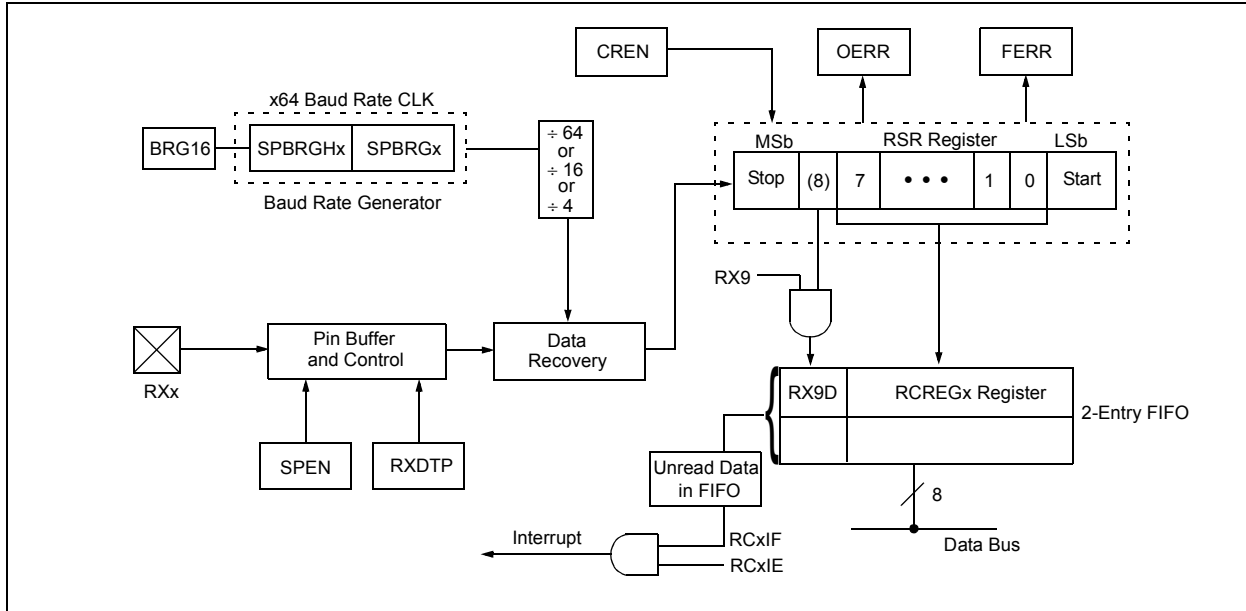 CREN
OERR
FERR
x64 Baud Rate CLK
BRG16
SPBRGHx
SPBRGx
Baud Rate Generator
÷ 64
or
÷ 16
or
÷ 4
MSb
RSR Register
LSb
Stop
(8)
7
• • •
1
0
Start
RX9
RXx
Pin Buffer
and Control
Data
Recovery
SPEN
RXDTP
RX9D
RCREGx Register
2-Entry FIFO
Unread Data
in FIFO
8
Data Bus
Interrupt
RCxIF
RCxIE